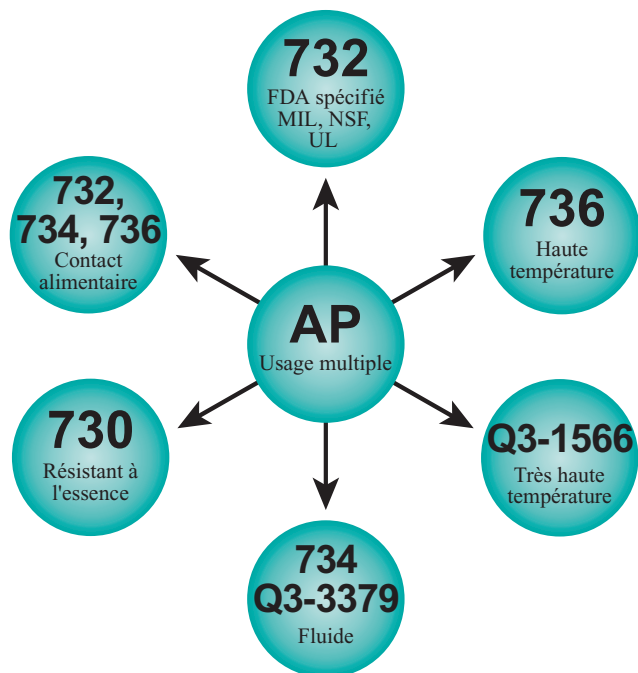 732
FDA spécifié
MIL, NSF,
UL
732,
734, 736
Contact
alimentaire
736
Haute
température
AP
Usage multiple
730
Résistant à
l'essence
Q3-1566
Très haute
température
734
Q3-3379
Fluide